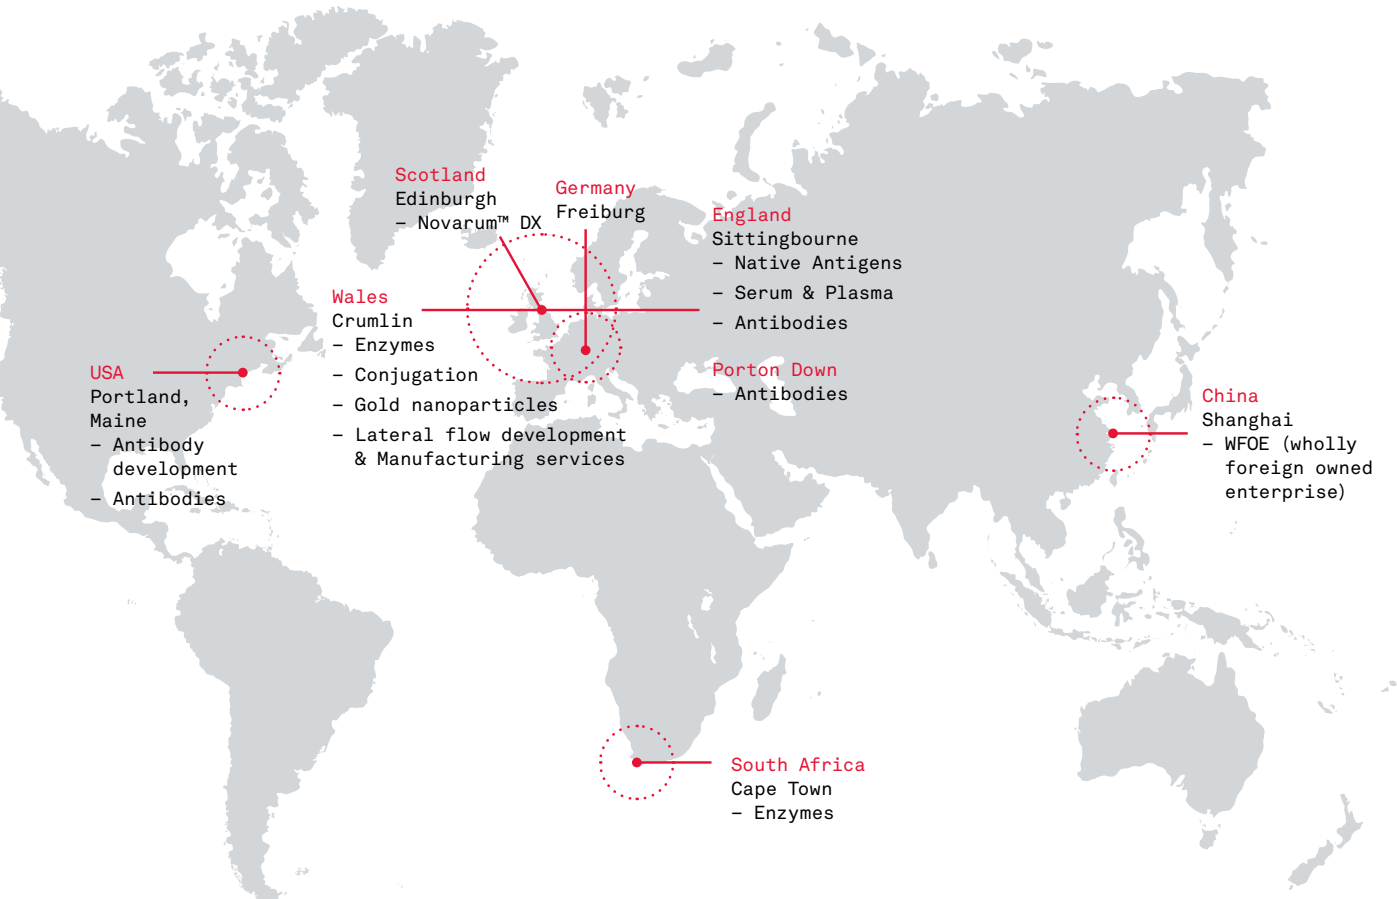 Scotland
Edinburgh
– Novarum™ DX
Germany
Freiburg
England
Sittingbourne
– Native Antigens
– Serum & Plasma
– Antibodies
Porton Down
– Antibodies
Wales
Crumlin
– Enzymes
– Conjugation
– Gold nanoparticles
– Lateral flow development
& Manufacturing services
USA
Portland,
Maine
– Antibody
development
– Antibodies
China
Shanghai
– WFOE (wholly
foreign owned
enterprise)
South Africa
Cape Town
– Enzymes